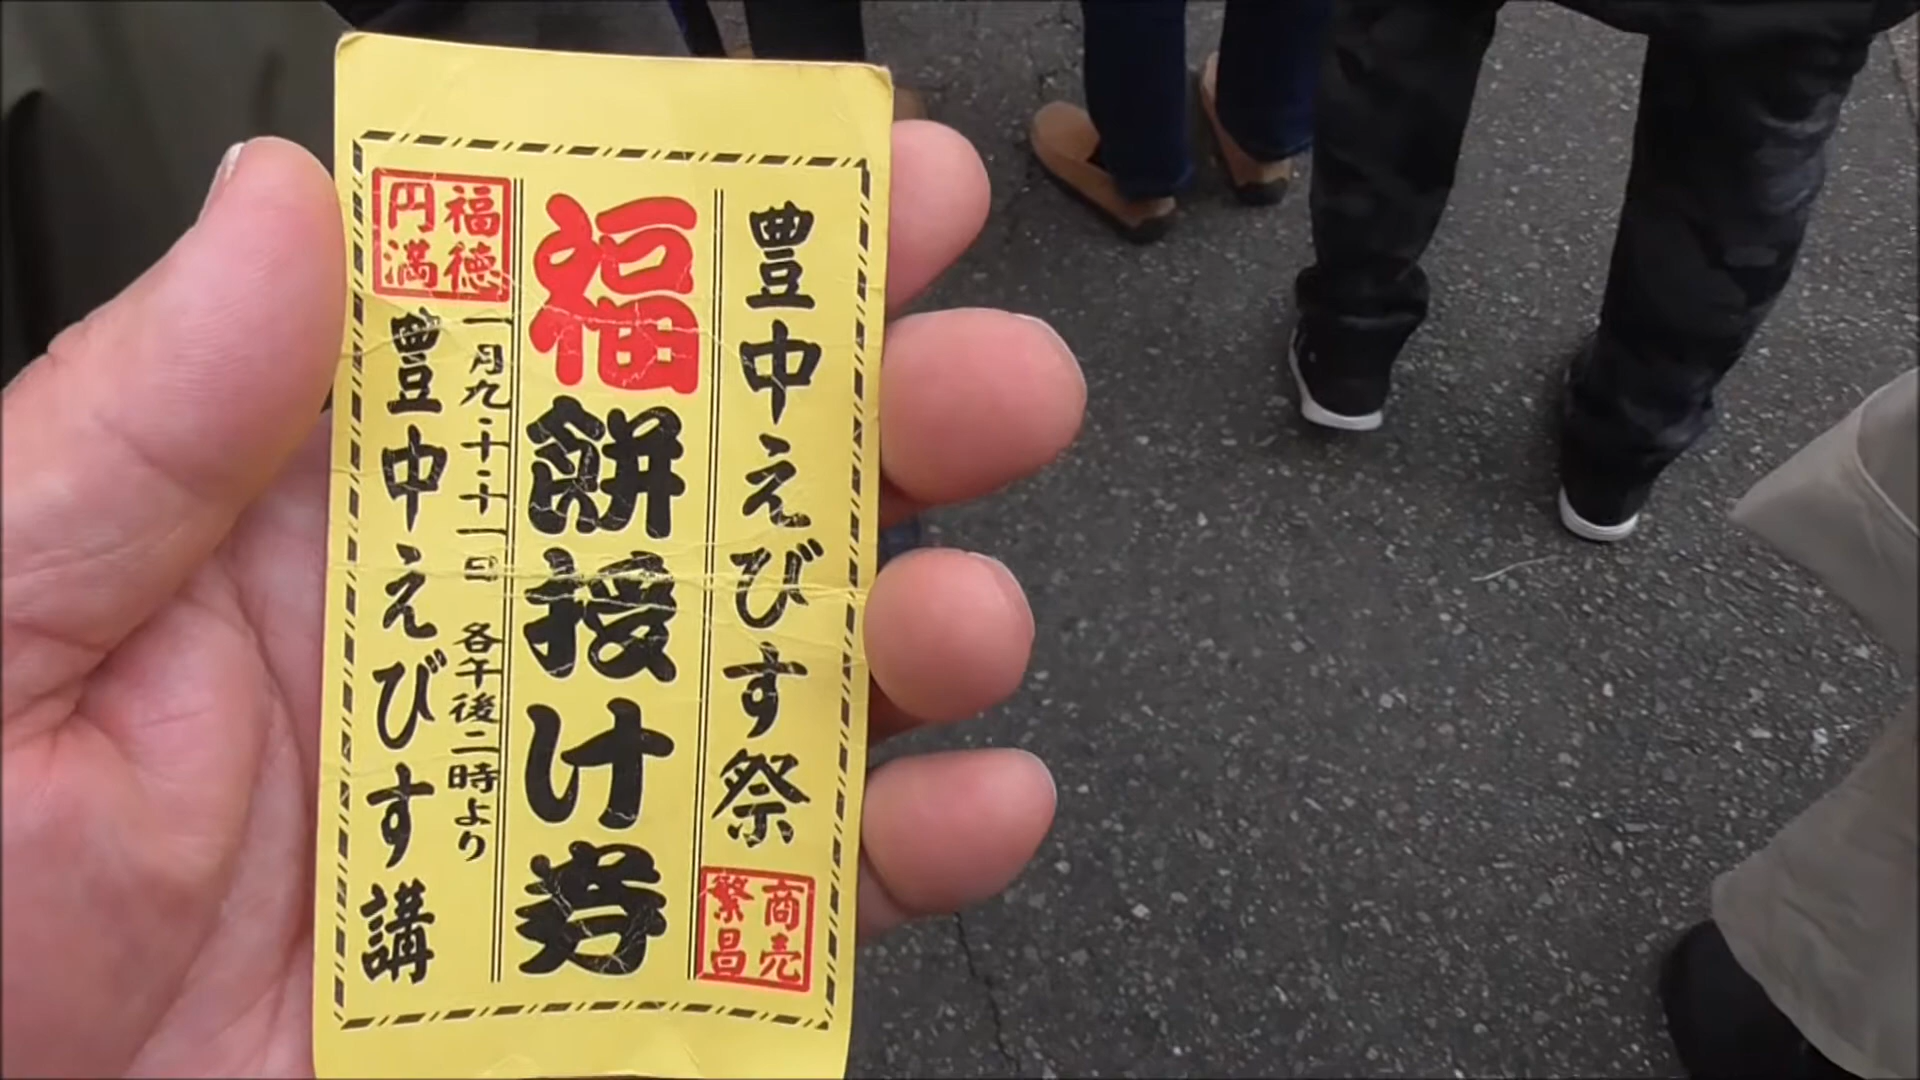 豊中えびす祭
商売
繁昌
福餅授け券
福徳
円満
一月九・十・十一日 各午後二時より
豊中えびす講